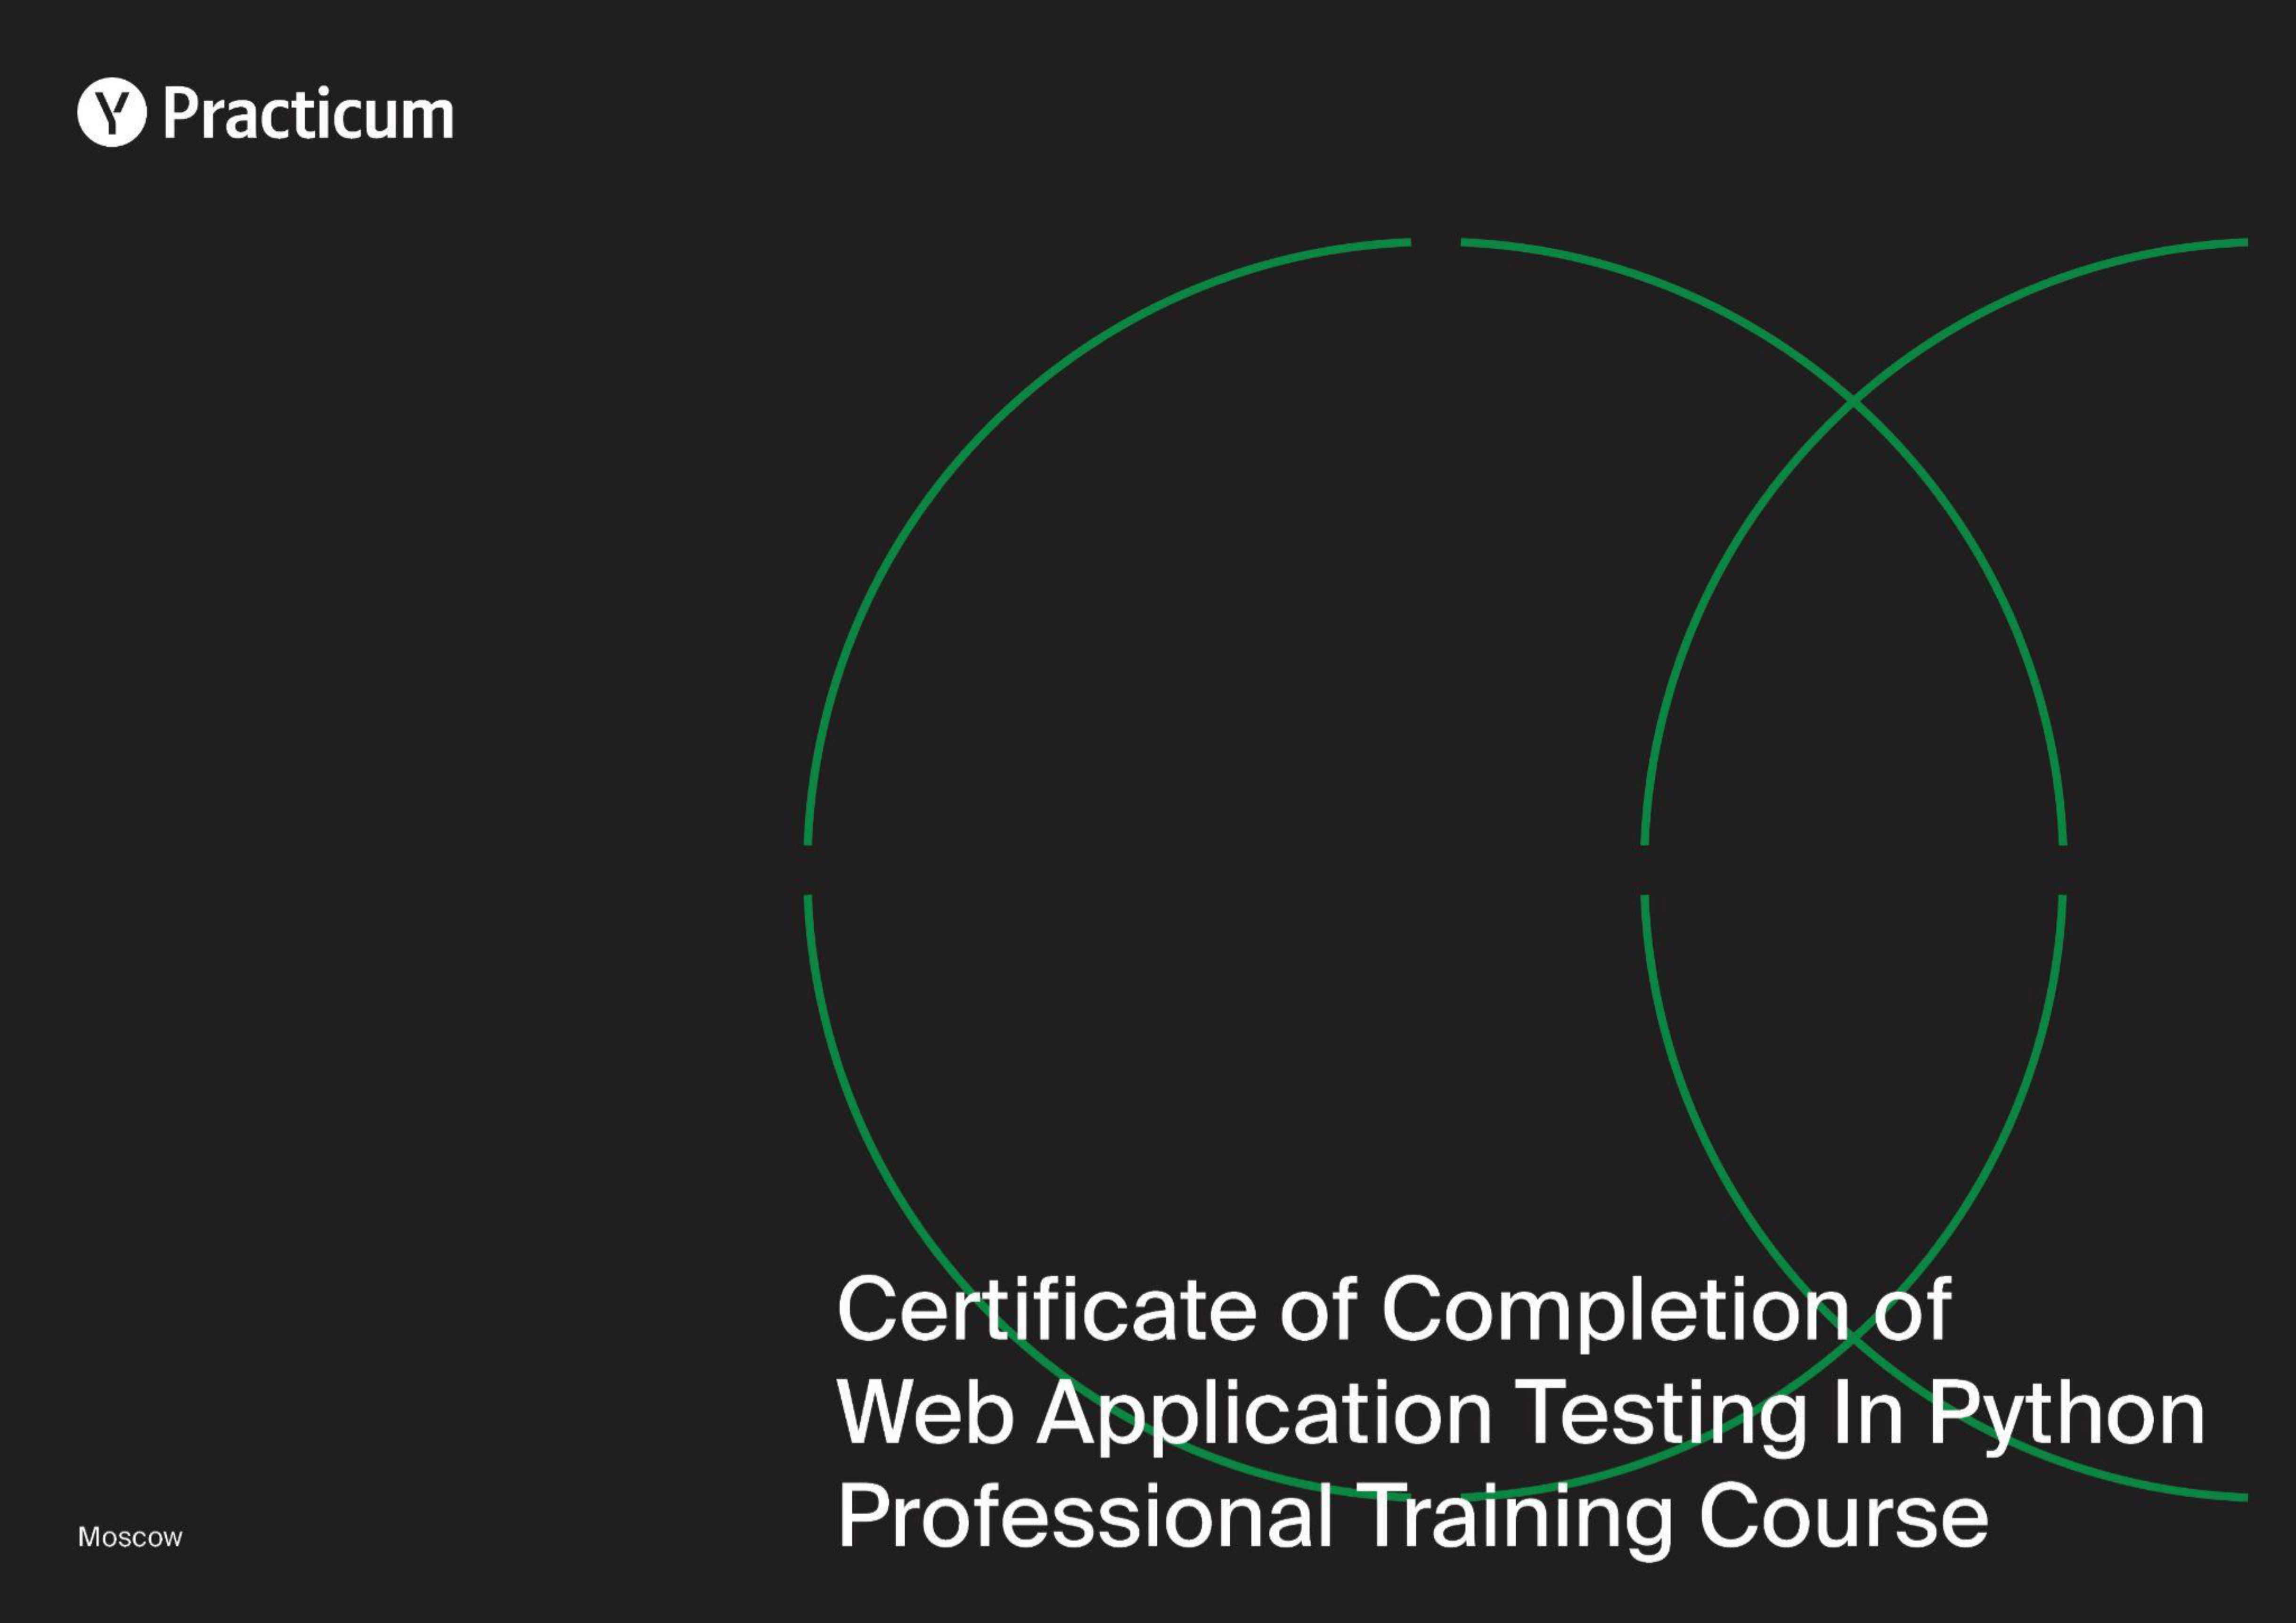 Y Practicum
Certificate of Completion of
Web Application Testing In Python
Professional Training Course
Moscow